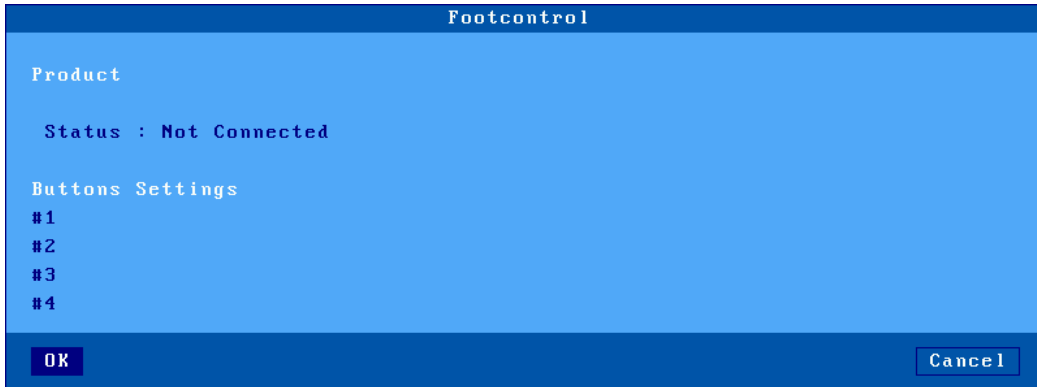 Footcontrol
Product
Status : Not Connected
Buttons Settings
#1
#2
#3
#4
OK Cancel